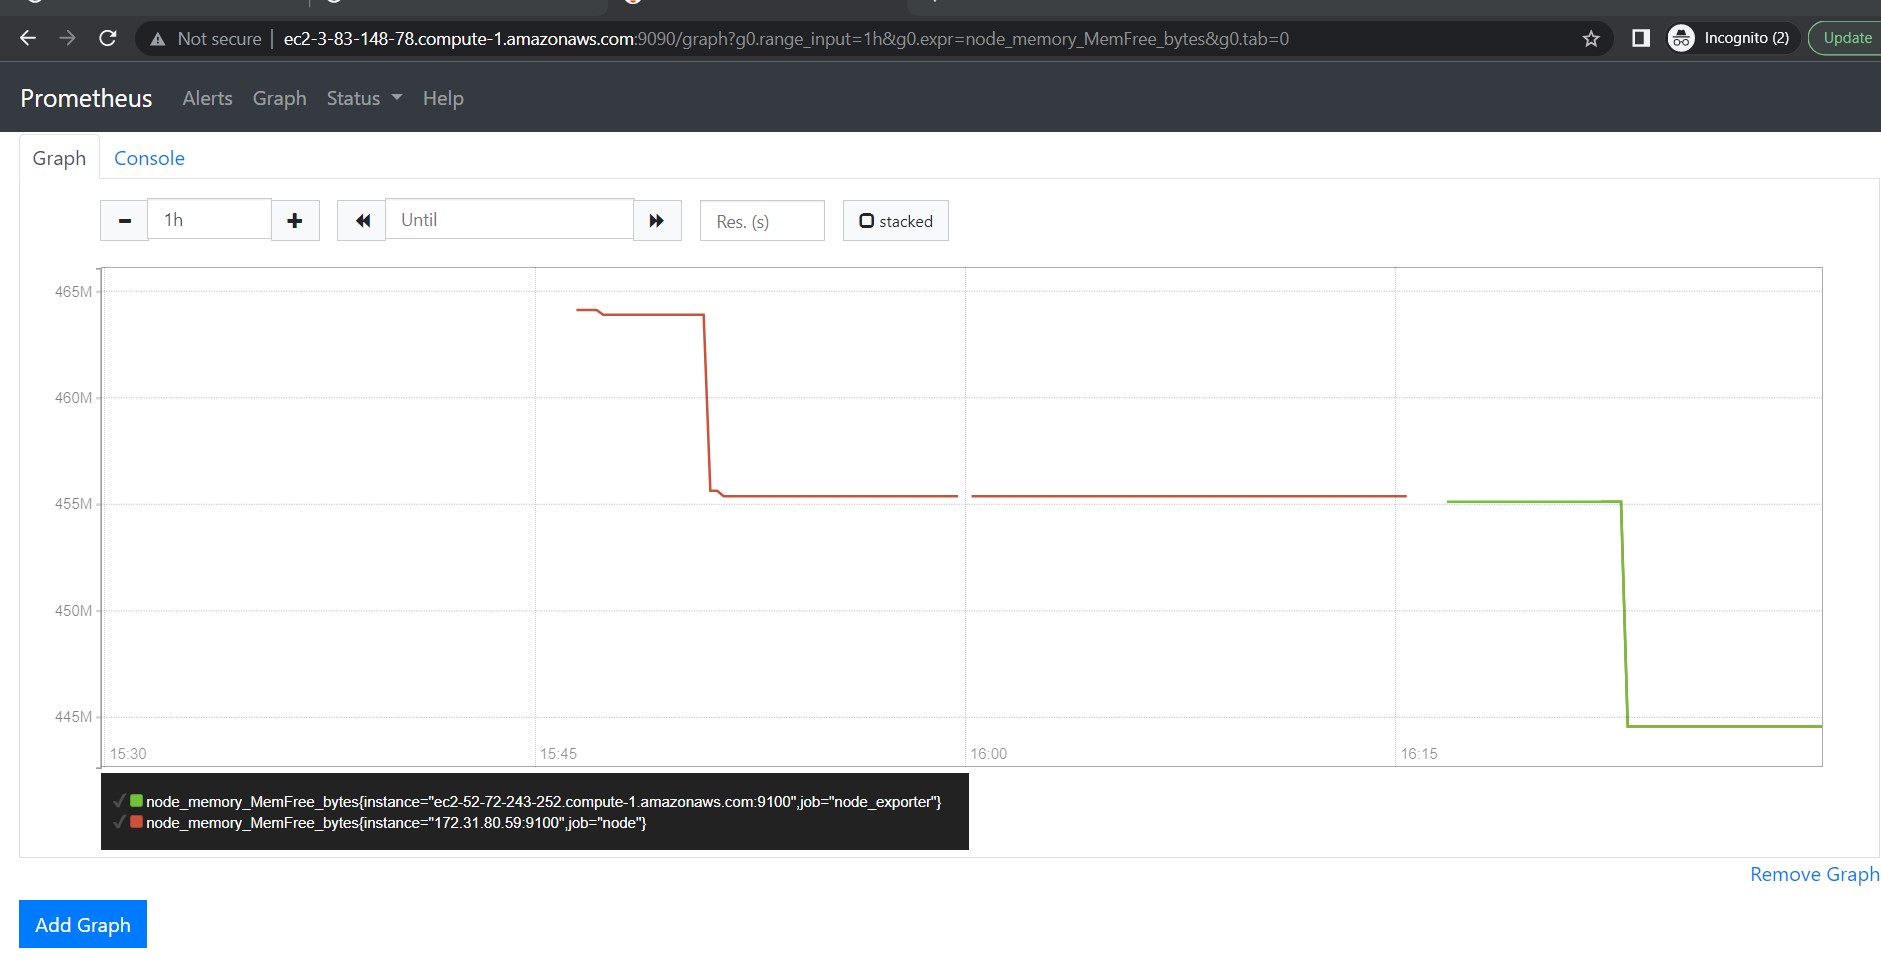 Not secure | ec2-3-83-148-78.compute-1.amazonaws.com:9090/graph?g0.range_input=1h&g0.expr=node_memory_MemFree_bytes&g0.tab=0 Incognito (2) Update
Prometheus Alerts Graph Status Help
Graph Console
1h Until Res. (s) stacked
465M
460M
455M
450M
445M
15:30 15:45 16:00 16:15
node_memory_MemFree_bytes{instance="ec2-52-72-243-252.compute-1.amazonaws.com:9100",job="node_exporter"}
node_memory_MemFree_bytes{instance="172.31.80.59:9100",job="node"}
Remove Graph
Add Graph